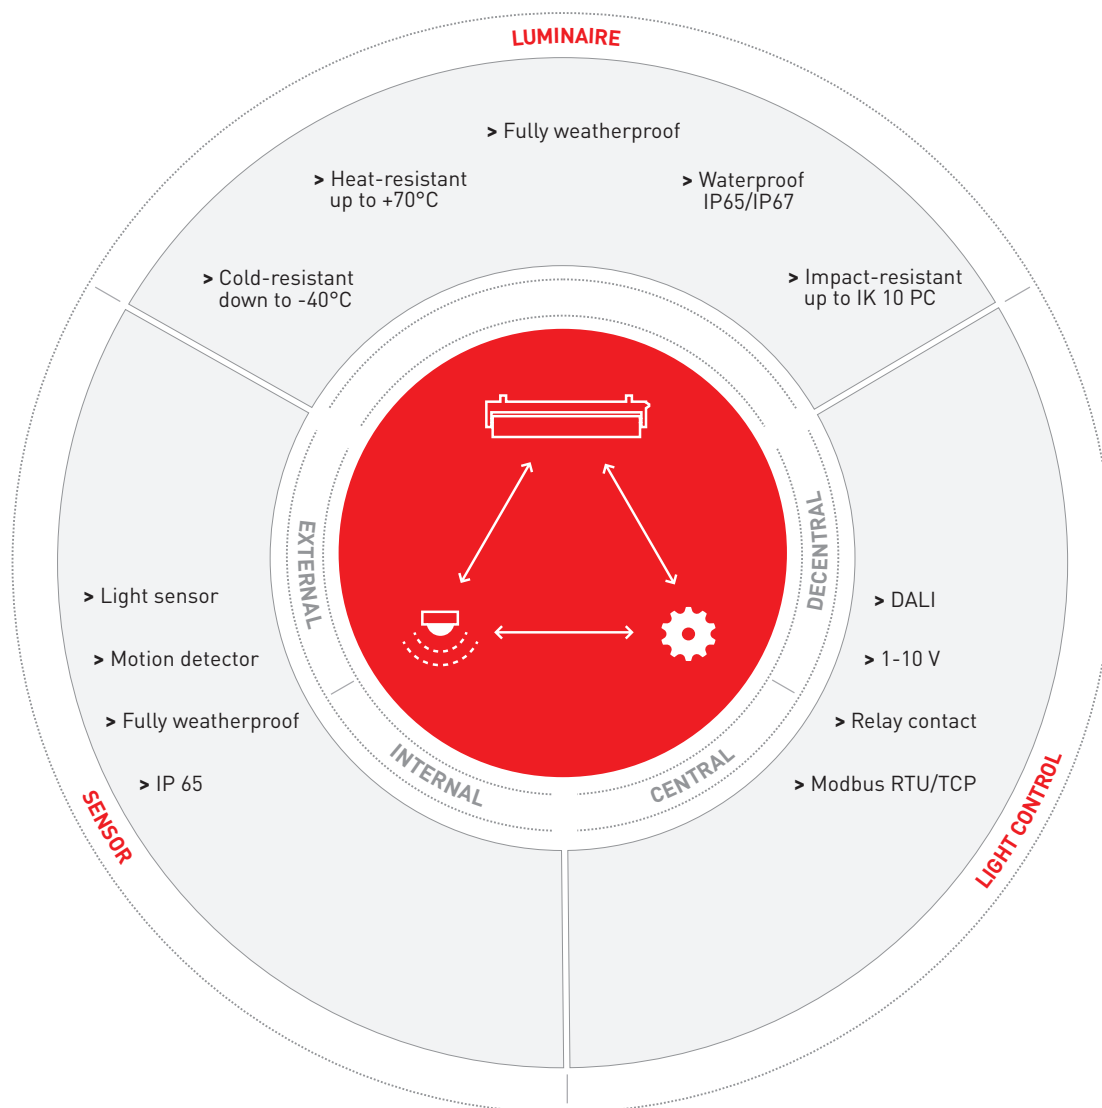 LUMINAIRE
> Fully weatherproof
> Heat-resistant
up to +70°C
> Waterproof
IP65/IP67
> Cold-resistant
down to -40°C
> Impact-resistant
up to IK 10 PC
EXTERNAL
DECENTRAL
> Light sensor
> Motion detector
> Fully weatherproof
> IP 65
> DALI
> 1-10 V
> Relay contact
> Modbus RTU/TCP
INTERNAL
CENTRAL
SENSOR
LIGHT CONTROL